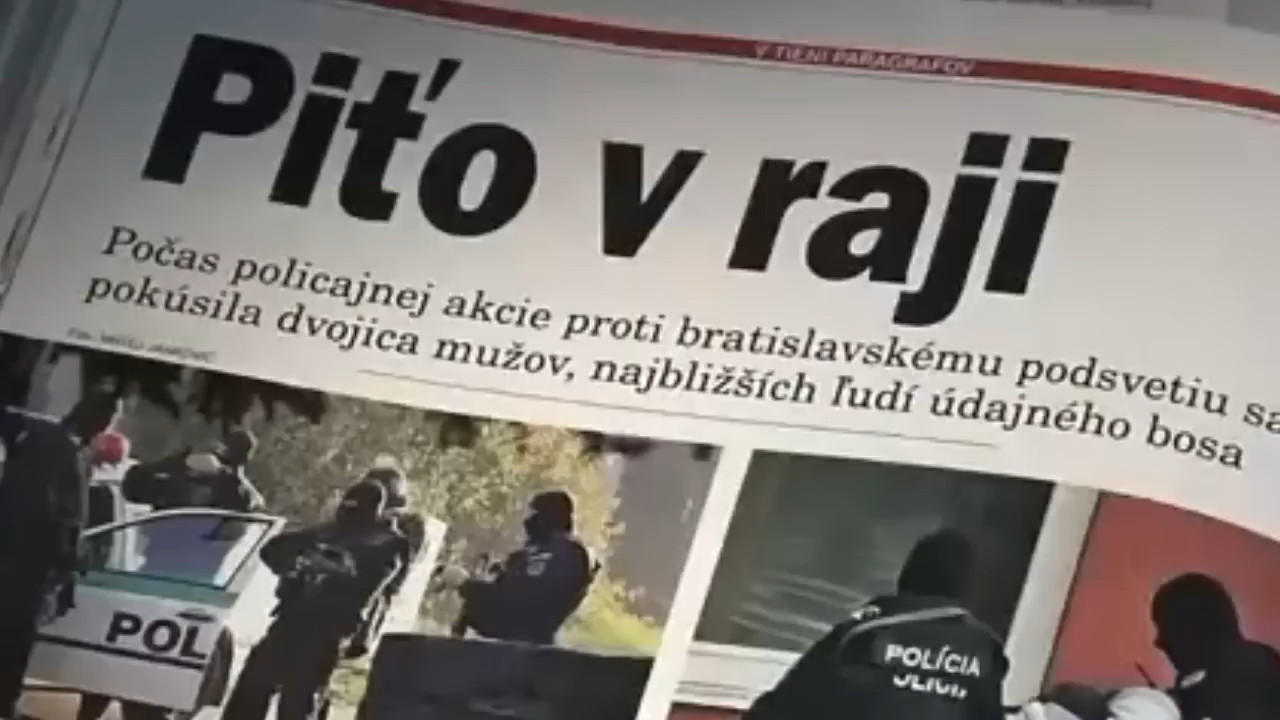 V TIENI PARAGRAFOV
Piťo v raji
Počas policajnej akcie proti bratislavskému podsvetiu sa
pokúsila dvojica mužov, najbližších ľudí údajného bosa
POL
POLÍCIA